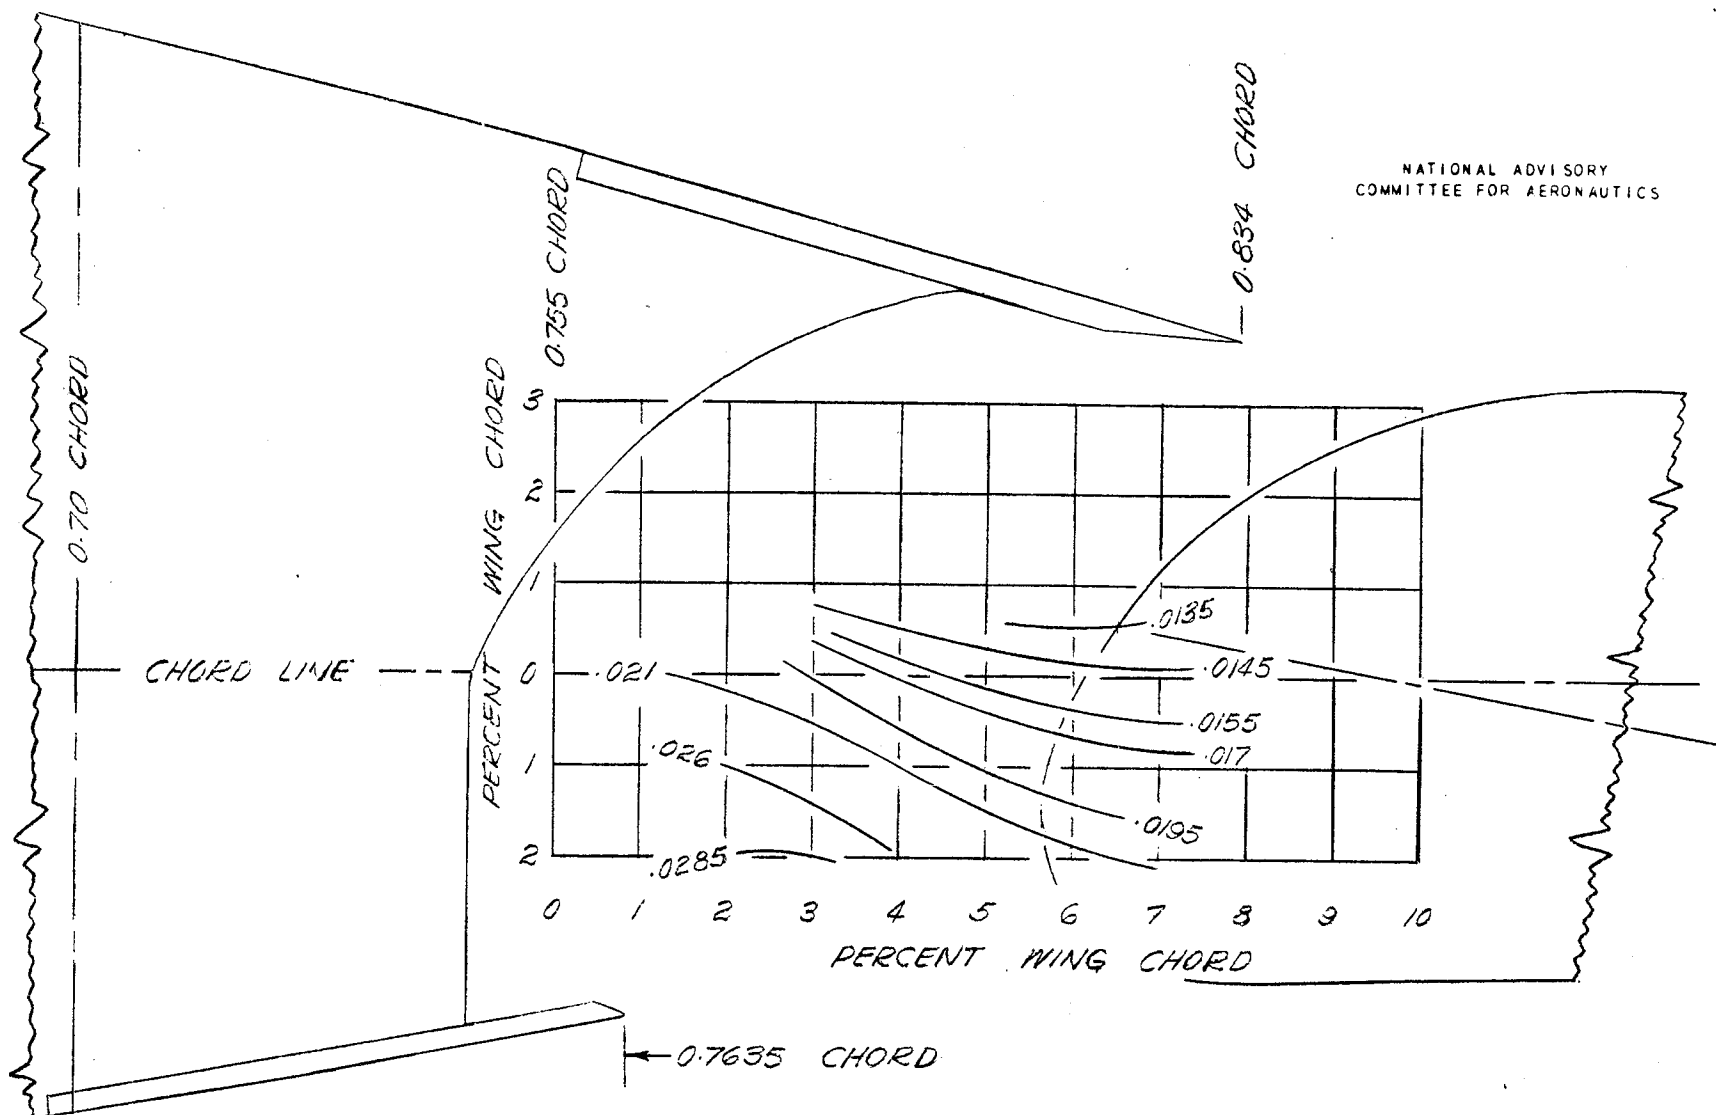 NATIONAL ADVISORY
COMMITTEE FOR AERONAUTICS
0.834 CHORD
0.755 CHORD
0.70 CHORD
PERCENT WING CHORD
3
2
1
0
1
2
CHORD LINE
.0135
.0145
.0155
.017
.0195
.021
.026
.0285
0 1 2 3 4 5 6 7 8 9 10
PERCENT WING CHORD
0.7635 CHORD